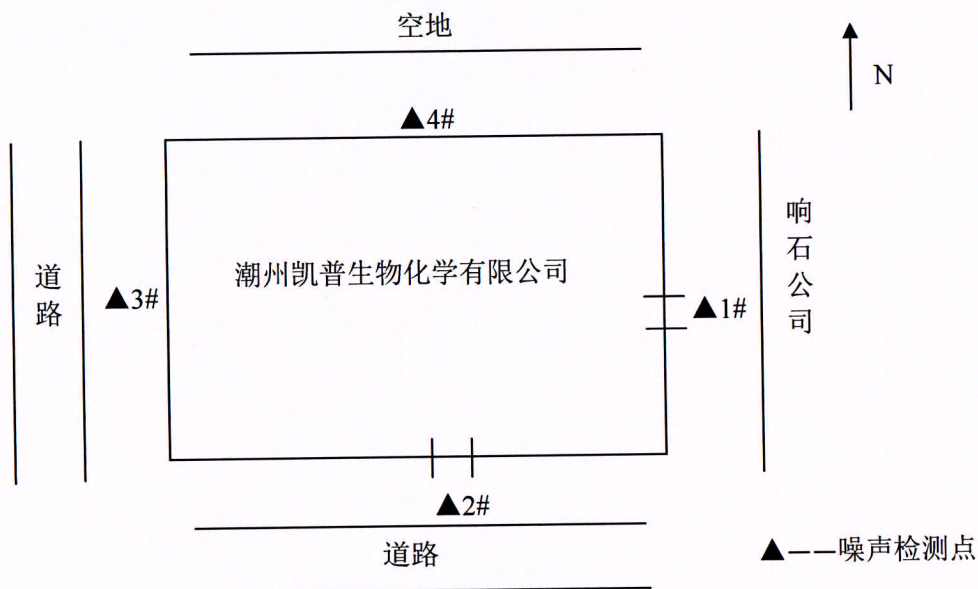 空地
N
▲4#
道路
▲3#
潮州凯普生物化学有限公司
▲1#
响石公司
▲2#
道路
▲——噪声检测点